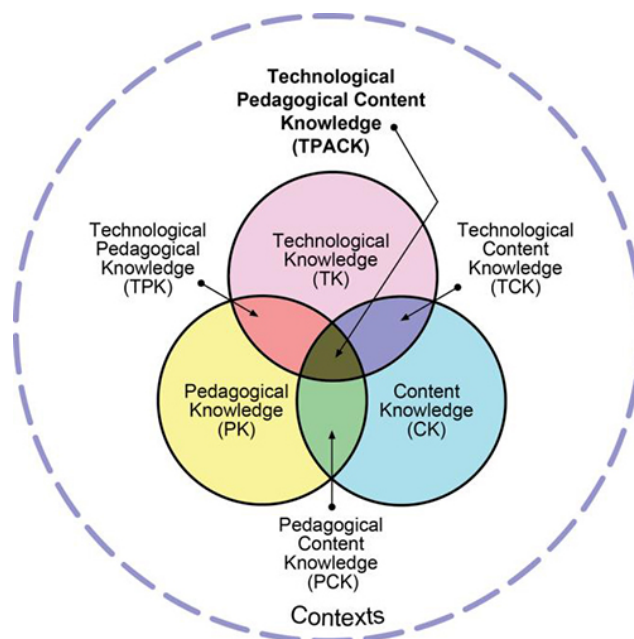 Technological
Pedagogical Content
Knowledge
(TPACK)
Technological
Pedagogical
Knowledge
(TPK)
Technological
Knowledge
(TK)
Technological
Content
Knowledge
(TCK)
Pedagogical
Knowledge
(PK)
Content
Knowledge
(CK)
Pedagogical
Content
Knowledge
(PCK)
Contexts